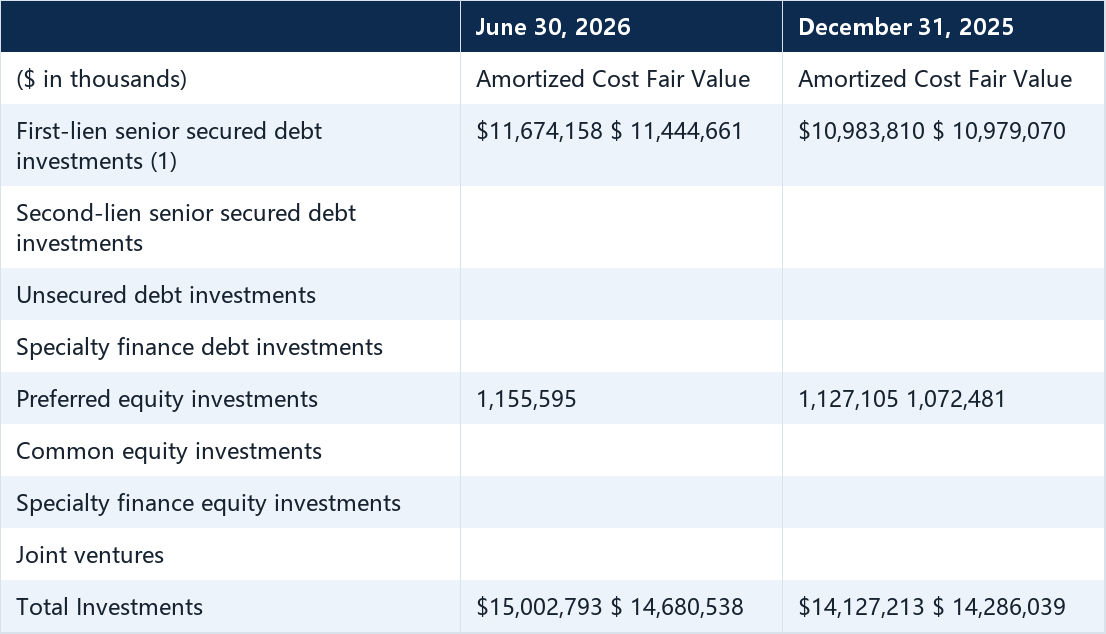 June 30, 2026 December 31, 2025
($ in thousands) Amortized Cost Fair Value Amortized Cost Fair Value
First-lien senior secured debt $11,674,158 $ 11,444,661 $10,983,810 $ 10,979,070
investments (1)
Second-lien senior secured debt
investments
Unsecured debt investments
Specialty finance debt investments
Preferred equity investments 1,155,595 1,127,105 1,072,481
Common equity investments
Specialty finance equity investments
Joint ventures
Total Investments $15,002,793 $ 14,680,538 $14,127,213 $ 14,286,039